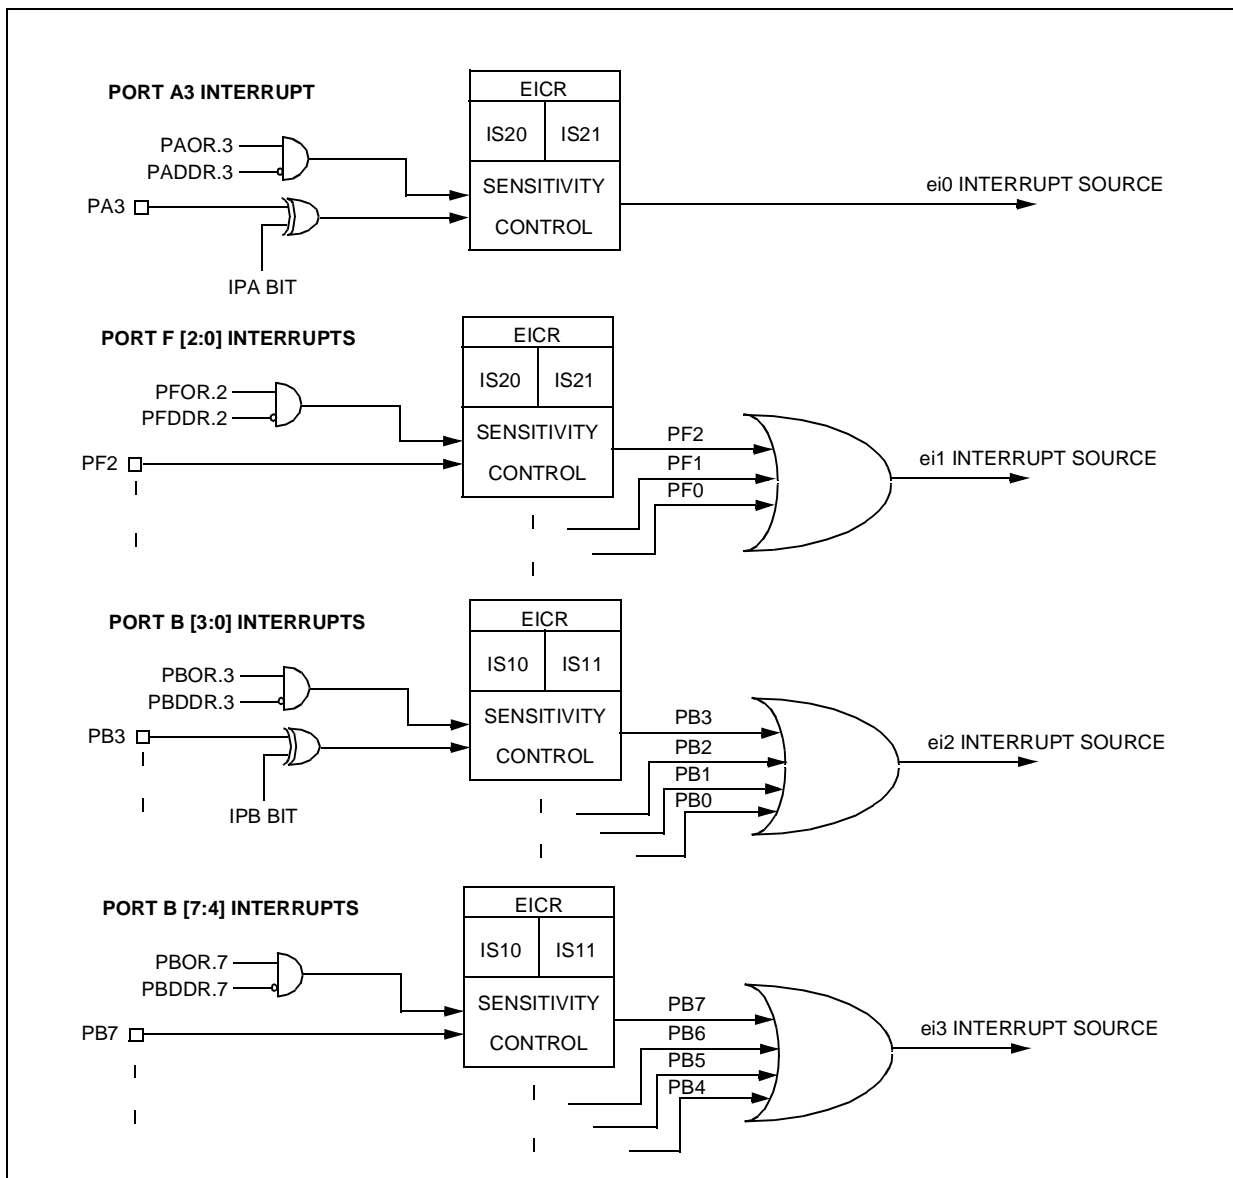 PORT A3 INTERRUPT
EICR
IS20 IS21
PAOR.3
PADDR.3
SENSITIVITY
CONTROL
PA3
IPA BIT
ei0 INTERRUPT SOURCE
PORT F [2:0] INTERRUPTS
EICR
IS20 IS21
PFOR.2
PFDDR.2
SENSITIVITY
CONTROL
PF2
PF2
PF1
PF0
ei1 INTERRUPT SOURCE
PORT B [3:0] INTERRUPTS
EICR
IS10 IS11
PBOR.3
PBDDR.3
SENSITIVITY
CONTROL
PB3
IPB BIT
PB3
PB2
PB1
PB0
ei2 INTERRUPT SOURCE
PORT B [7:4] INTERRUPTS
EICR
IS10 IS11
PBOR.7
PBDDR.7
SENSITIVITY
CONTROL
PB7
PB7
PB6
PB5
PB4
ei3 INTERRUPT SOURCE